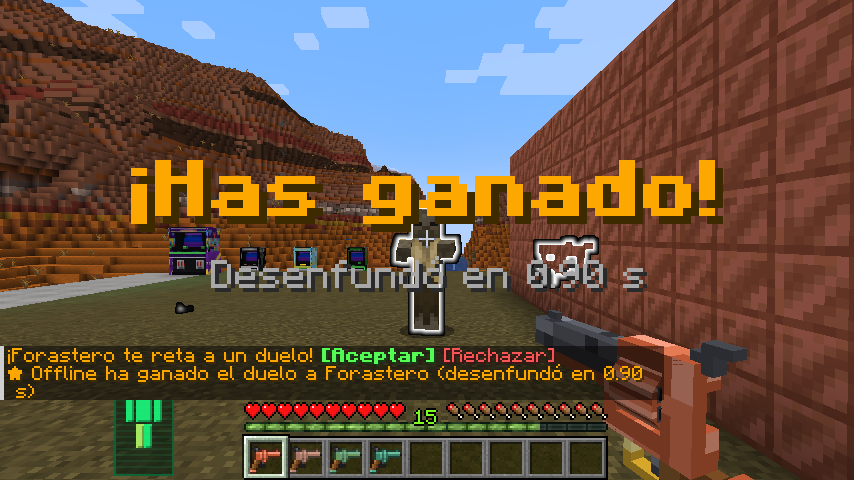 ¡Has ganado!
Desenfundó en 0.90 s
¡Forastero te reta a un duelo! [Aceptar] [Rechazar]
★ Offline ha ganado el duelo a Forastero (desenfundó en 0.90
s)
15